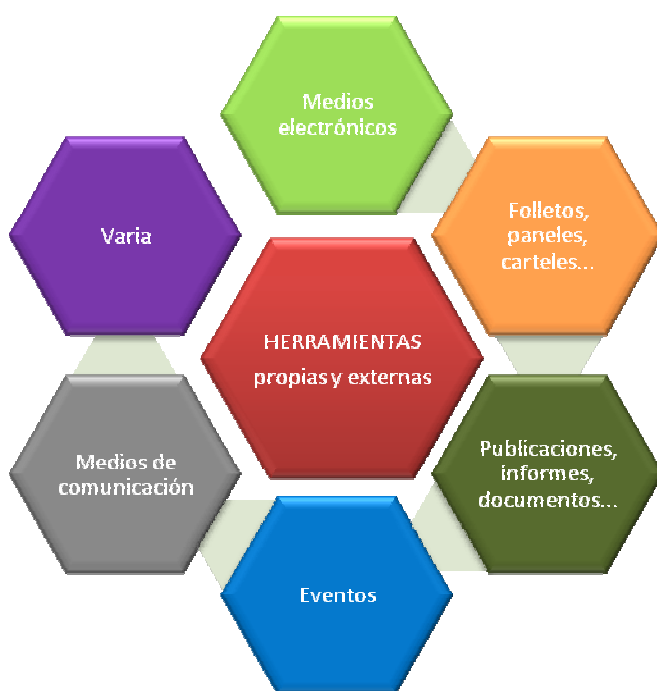 Medios
electrónicos
Folletos,
paneles,
carteles...
Varia
HERRAMIENTAS
propias y externas
Publicaciones,
informes,
documentos...
Medios de
comunicación
Eventos